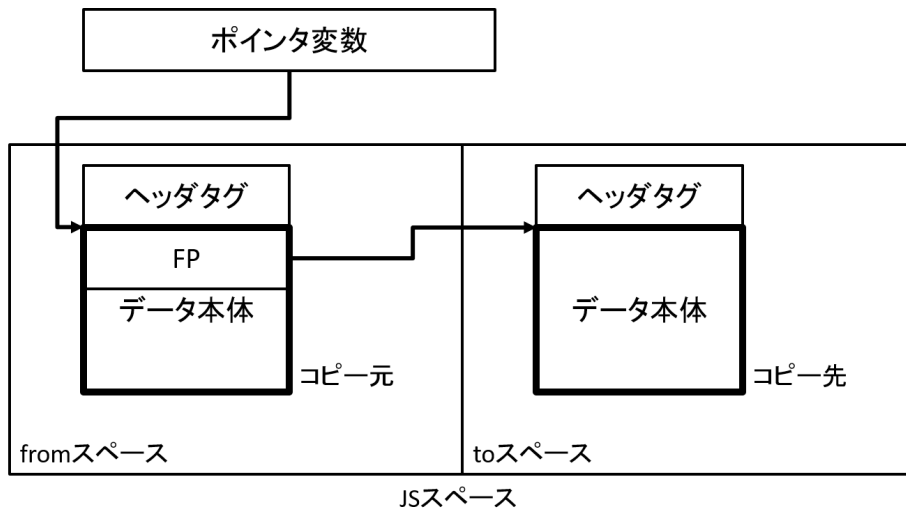 ポインタ変数
ヘッダタグ
FP
データ本体
コピー元
fromスペース
ヘッダタグ
データ本体
コピー先
toスペース
JSスペース